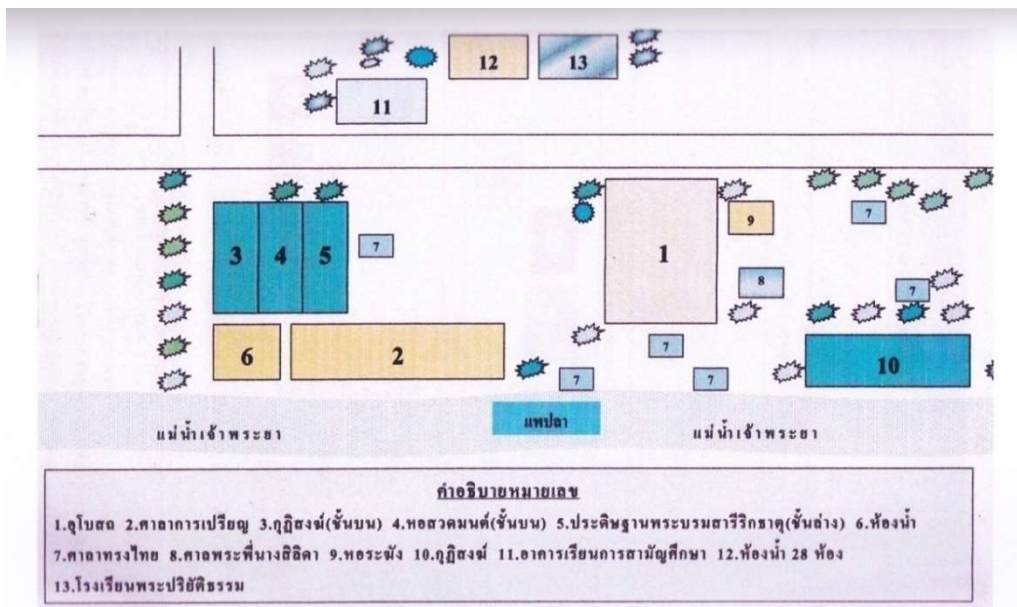 12 13
11
3 4 5 7
1
9
7
8
7
6 2
7
7 7
10
แพปลา
แม่น้ำเจ้าพระยา แม่น้ำเจ้าพระยา
คำอธิบายหมายเลข
1.อุโบสถ 2.ศาลาการเปรียญ 3.กุฏิสงฆ์(ชั้นบน) 4.หอสวดมนต์(ชั้นบน) 5.ประดิษฐานพระบรมสารีริกธาตุ(ชั้นล่าง) 6.ห้องน้ำ
7.ศาลาทรงไทย 8.ศาลพระพี่นางสิลิดา 9.หอระฆัง 10.กุฏิสงฆ์ 11.อาคารเรียนการสามัญศึกษา 12.ห้องน้ำ 28 ห้อง
13.โรงเรียนพระปริยัติธรรม